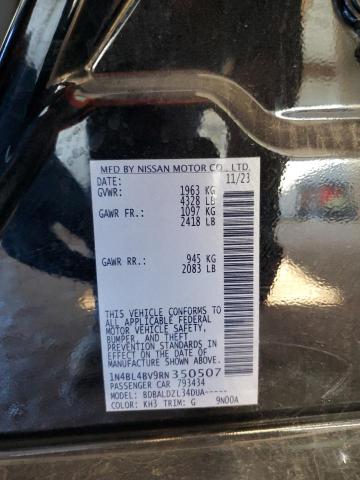 MFD BY NISSAN MOTOR CO., LTD.
DATE: 11/23
GVWR: 1963 KG
4328 LB
GAWR FR: 1097 KG
2418 LB
GAWR RR: 945 KG
2083 LB
THIS VEHICLE CONFORMS TO
ALL APPLICABLE FEDERAL
MOTOR VEHICLE SAFETY,
BUMPER, AND THEFT
PREVENTION STANDARDS IN
EFFECT ON THE DATE OF
MANUFACTURE SHOWN ABOVE.
1N4BL4BV9RN350507
PASSENGER CAR 793434
MODEL: BDBALDZL34DUA-----
COLOR: KH3 TRIM: G 9N00A